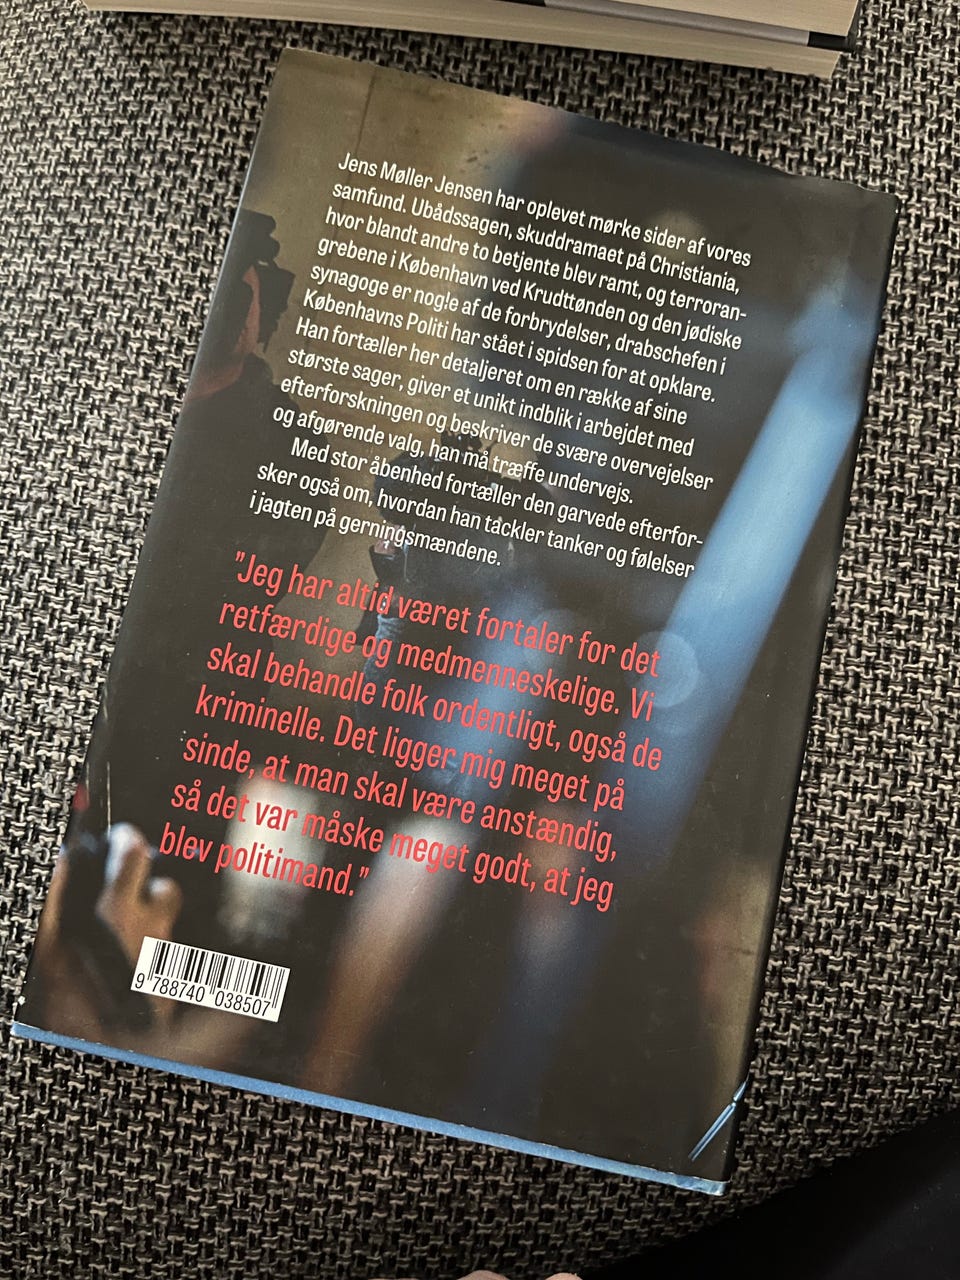 Jens Møller Jensen har oplevet mørke sider af vores
samfund. Ubådssagen, skuddramaet på Christiania,
hvor blandt andre to betjente blev ramt, og terroran-
grebene i København ved Krudttønden og den jødiske
synagoge er nog!e af de forbrydelser, drabschefen i
Københavns Politi har stået i spidsen for at opklare.
Han fortæller her detaljeret om en række af sine
største sager, giver et unikt indblik i arbejdet med
efterforskningen og beskriver de svære overvejelser
og afgørende valg, han må træffe undervejs.
Med stor åbenhed fortæller den garvede efterfor-
sker også om, hvordan han tackler tanker og følelser
i jagten på gerningsmændene.
"Jeg har altid været fortaler for det
retfærdige og medmenneskelige. Vi
skal behandle folk ordentligt, også de
kriminelle. Det ligger mig meget på
sinde, at man skal være anstændig,
så det var måske meget godt, at jeg
blev politimand."
9 788740 038507